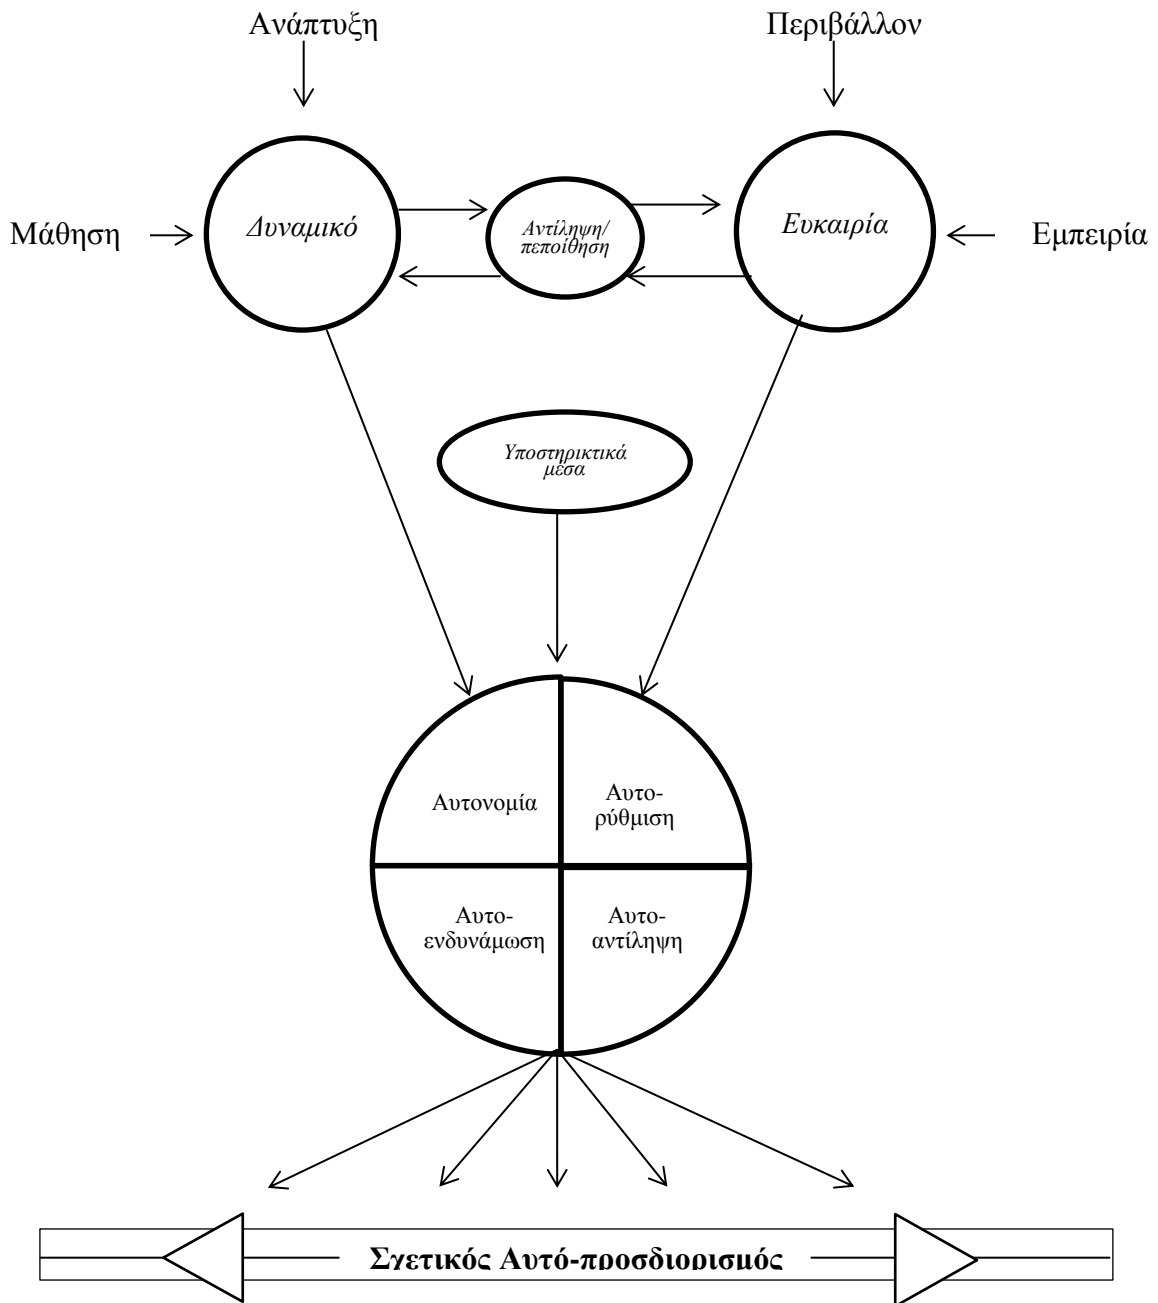 Ανάπτυξη
Περιβάλλον
Μάθηση
Δυναμικό
Αντίληψη/
πεποίθηση
Ευκαιρία
Εμπειρία
Υποστηρικτικά
μέσα
Αυτονομία
Αυτο-
ρύθμιση
Αυτο-
ενδυνάμωση
Αυτο-
αντίληψη
Σχετικός Αυτό-προσδιορισμός